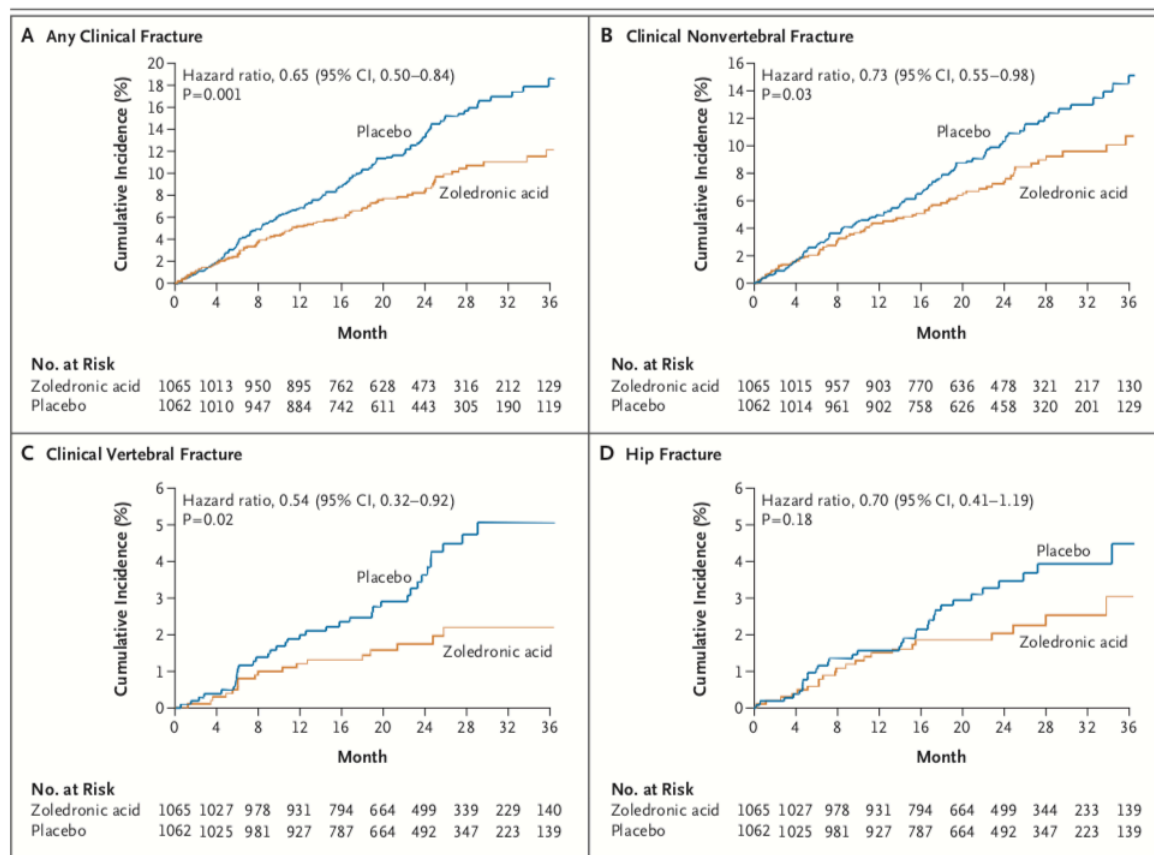 A Any Clinical Fracture
Cumulative Incidence (%)
20
18
16
14
12
10
8
6
4
2
0
Hazard ratio, 0.65 (95% CI, 0.50–0.84)
P=0.001
Placebo
Zoledronic acid
0 4 8 12 16 20 24 28 32 36
Month
No. at Risk
Zoledronic acid 1065 1013 950 895 762 628 473 316 212 129
Placebo 1062 1010 947 884 742 611 443 305 190 119
B Clinical Nonvertebral Fracture
Cumulative Incidence (%)
16
14
12
10
8
6
4
2
0
Hazard ratio, 0.73 (95% CI, 0.55–0.98)
P=0.03
Placebo
Zoledronic acid
0 4 8 12 16 20 24 28 32 36
Month
No. at Risk
Zoledronic acid 1065 1015 957 903 770 636 478 321 217 130
Placebo 1062 1014 961 902 758 626 458 320 201 129
C Clinical Vertebral Fracture
Cumulative Incidence (%)
6
5
4
3
2
1
0
Hazard ratio, 0.54 (95% CI, 0.32–0.92)
P=0.02
Placebo
Zoledronic acid
0 4 8 12 16 20 24 28 32 36
Month
No. at Risk
Zoledronic acid 1065 1027 978 931 794 664 499 339 229 140
Placebo 1062 1025 981 927 787 664 492 347 223 139
D Hip Fracture
Cumulative Incidence (%)
6
5
4
3
2
1
0
Hazard ratio, 0.70 (95% CI, 0.41–1.19)
P=0.18
Placebo
Zoledronic acid
0 4 8 12 16 20 24 28 32 36
Month
No. at Risk
Zoledronic acid 1065 1027 978 931 794 664 499 344 233 139
Placebo 1062 1025 981 927 787 664 492 347 223 139